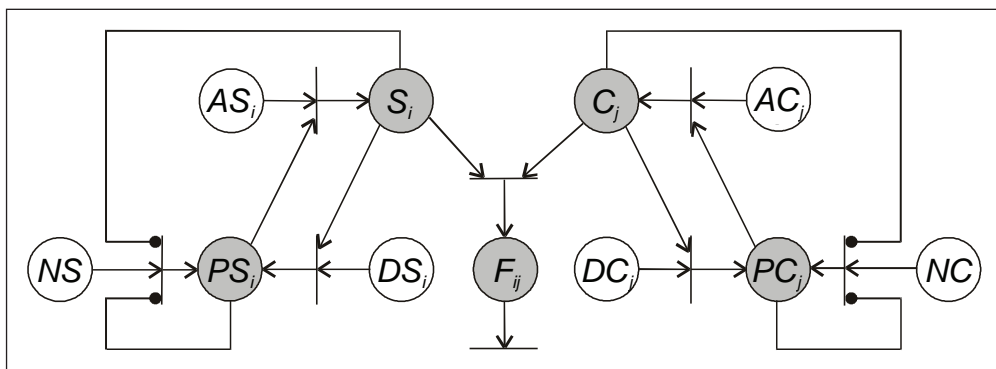 AS_i S_i C_j AC_j
NS PS_i DS_i F_ij DC_j PC_j NC